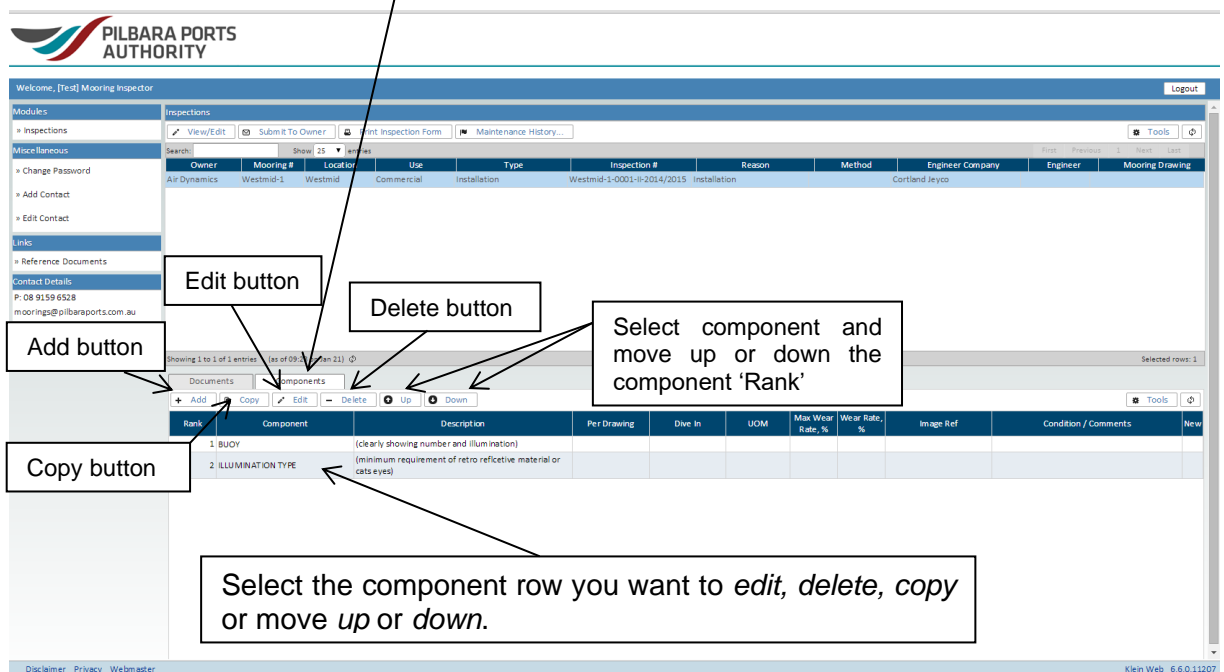 PILBARA PORTS
AUTHORITY
Welcome, [Test] Mooring Inspector
Logout
Modules
» Inspections
Miscellaneous
» Change Password
» Add Contact
» Edit Contact
Links
» Reference Documents
Contact Details
P: 08 9159 6528
moorings@pilbaraports.com.au
Inspections
View/Edit Submit To Owner Print Inspection Form Maintenance History... Tools
Search: Show 25 entries First Previous 1 Next Last
Owner Mooring # Location Use Type Inspection # Reason Method Engineer Company Engineer Mooring Drawing
Air Dynamics Westmid-1 Westmid Commercial Installation Westmid-1-0001-II-2014/2015 Installation Cortland Jeyco
Edit button
Delete button
Select component and
move up or down the
component ‘Rank’
Add button
Showing 1 to 1 of 1 entries (as of 09:2 Jan 21) Selected rows: 1
Documents Components
+ Add Copy Edit – Delete Up Down Tools
Rank Component Description Per Drawing Dive In UOM Max Wear Rate, % Wear Rate, % Image Ref Condition / Comments New
1 BUOY (clearly showing number and illumination)
2 ILLUMINATION TYPE (minimum requirement of retro reflcetive material or
cats eyes)
Copy button
Select the component row you want to edit, delete, copy
or move up or down.
Disclaimer Privacy Webmaster Klein Web 6.6.0.11207